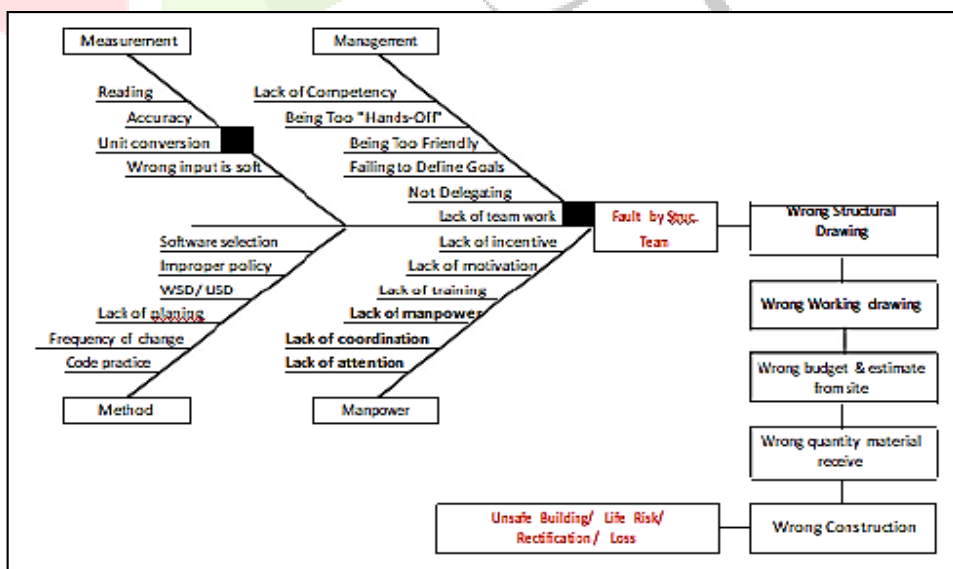 Measurement
Management
Reading
Accuracy
Unit conversion
Wrong input is soft
Lack of Competency
Being Too "Hands-Off"
Being Too Friendly
Failing to Define Goals
Not Delegating
Lack of team work
Software selection
Improper policy
WSD/ USD
Lack of planing
Frequency of change
Code practice
Lack of incentive
Lack of motivation
Lack of training
Lack of manpower
Lack of coordination
Lack of attention
Method
Manpower
Fault by Struc.
Team
Wrong Structural
Drawing
Wrong Working drawing
Wrong budget & estimate
from site
Wrong quantity material
receive
Wrong Construction
Unsafe Building/ Life Risk/
Rectification/ Loss